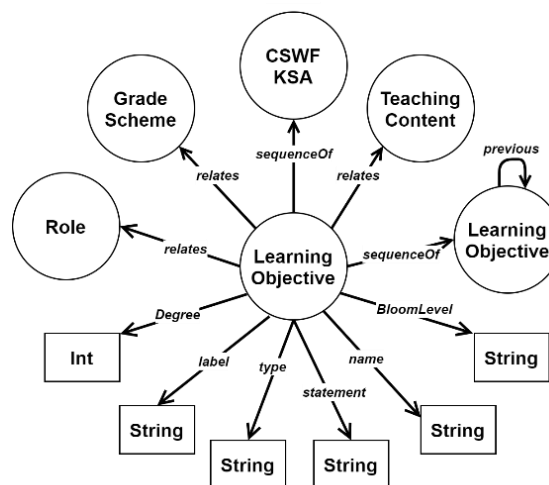 CSWF
KSA
Grade
Scheme
Teaching
Content
previous
sequenceOf
relates
relates
Role
Learning
Objective
relates
Learning
Objective
sequenceOf
Degree
BloomLevel
Int
label
type
statement
name
String
String
String
String
String